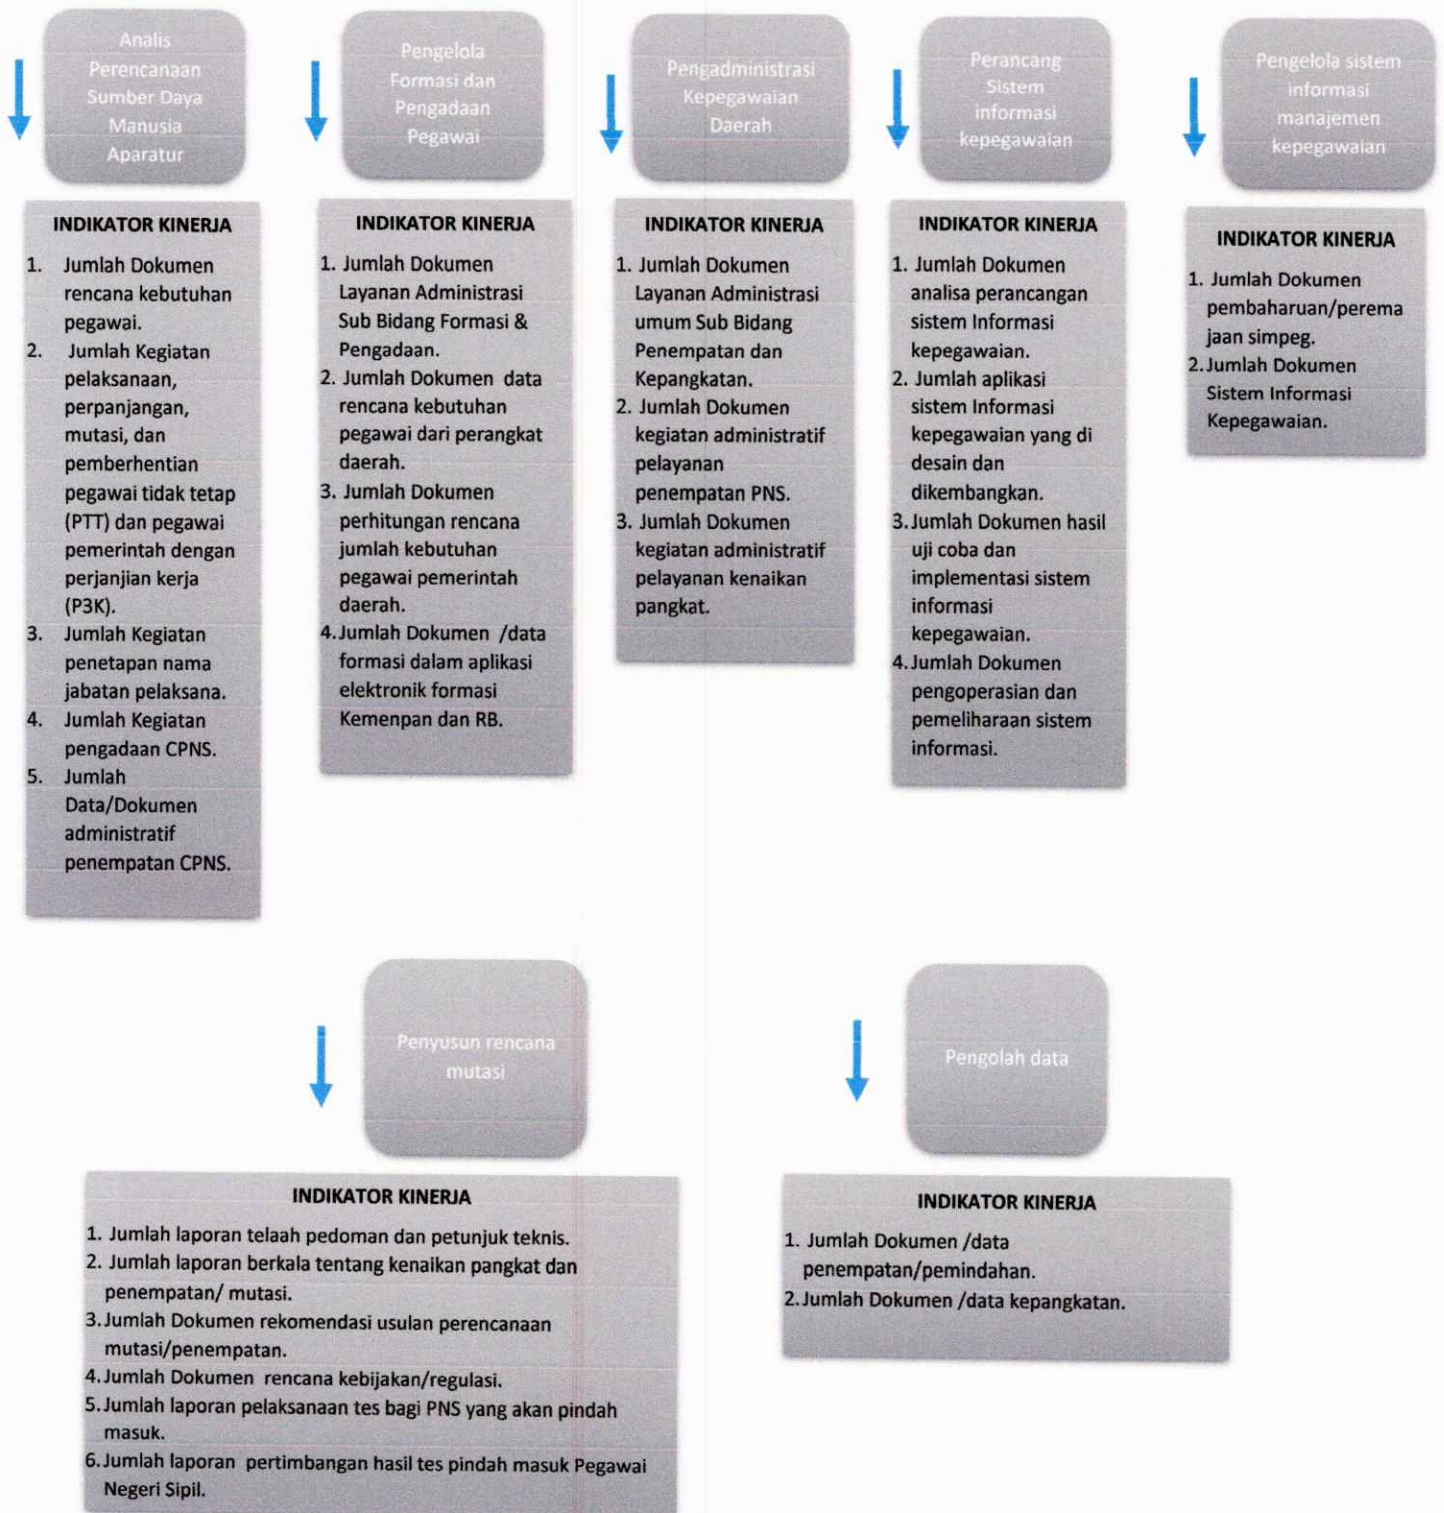 Analis
Perencanaan
Sumber Daya
Manusia
Aparatur
INDIKATOR KINERJA
1. Jumlah Dokumen
rencana kebutuhan
pegawai.
2. Jumlah Kegiatan
pelaksanaan,
perpanjangan,
mutasi, dan
pemberhentian
pegawai tidak tetap
(PTT) dan pegawai
pemerintah dengan
perjanjian kerja
(P3K).
3. Jumlah Kegiatan
penetapan nama
jabatan pelaksana.
4. Jumlah Kegiatan
pengadaan CPNS.
5. Jumlah
Data/Dokumen
administratif
penempatan CPNS.
Pengelola
Formasi dan
Pengadaan
Pegawai
INDIKATOR KINERJA
1. Jumlah Dokumen
Layanan Administrasi
Sub Bidang Formasi &
Pengadaan.
2. Jumlah Dokumen data
rencana kebutuhan
pegawai dari perangkat
daerah.
3. Jumlah Dokumen
perhitungan rencana
jumlah kebutuhan
pegawai pemerintah
daerah.
4.Jumlah Dokumen /data
formasi dalam aplikasi
elektronik formasi
Kemenpan dan RB.
Pengadministrasi
Kepegawaian
Daerah
INDIKATOR KINERJA
1. Jumlah Dokumen
Layanan Administrasi
umum Sub Bidang
Penempatan dan
Kepangkatan.
2. Jumlah Dokumen
kegiatan administratif
pelayanan
penempatan PNS.
3. Jumlah Dokumen
kegiatan administratif
pelayanan kenaikan
pangkat.
Perancang
Sistem
informasi
kepegawaian
INDIKATOR KINERJA
1. Jumlah Dokumen
analisa perancangan
sistem Informasi
kepegawaian.
2. Jumlah aplikasi
sistem Informasi
kepegawaian yang di
desain dan
dikembangkan.
3.Jumlah Dokumen hasil
uji coba dan
implementasi sistem
informasi
kepegawaian.
4.Jumlah Dokumen
pengoperasian dan
pemeliharaan sistem
informasi.
Pengelola sistem
informasi
manajemen
kepegawaian
INDIKATOR KINERJA
1. Jumlah Dokumen
pembaharuan/perema
jaan simpeg.
2.Jumlah Dokumen
Sistem Informasi
Kepegawaian.
Penyusun rencana
mutasi
INDIKATOR KINERJA
1. Jumlah laporan telaah pedoman dan petunjuk teknis.
2. Jumlah laporan berkala tentang kenaikan pangkat dan
penempatan/ mutasi.
3.Jumlah Dokumen rekomendasi usulan perencanaan
mutasi/penempatan.
4.Jumlah Dokumen rencana kebijakan/regulasi.
5.Jumlah laporan pelaksanaan tes bagi PNS yang akan pindah
masuk.
6.Jumlah laporan pertimbangan hasil tes pindah masuk Pegawai
Negeri Sipil.
Pengolah data
INDIKATOR KINERJA
1. Jumlah Dokumen /data
penempatan/pemindahan.
2.Jumlah Dokumen /data kepangkatan.